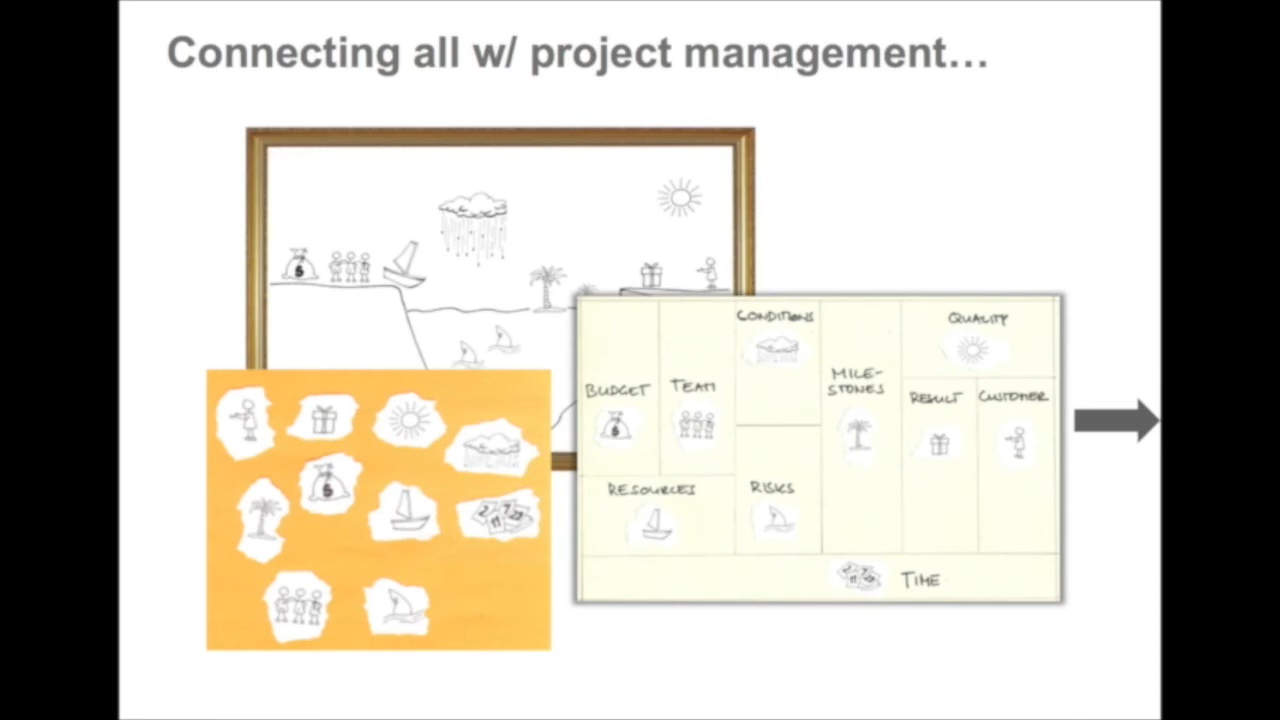 Connecting all w/ project management…
CONDITIONS
QUALITY
BUDGET
TEAM
MILE-
STONES
RESULT
CUSTOMER
RESOURCES
RISKS
TIME